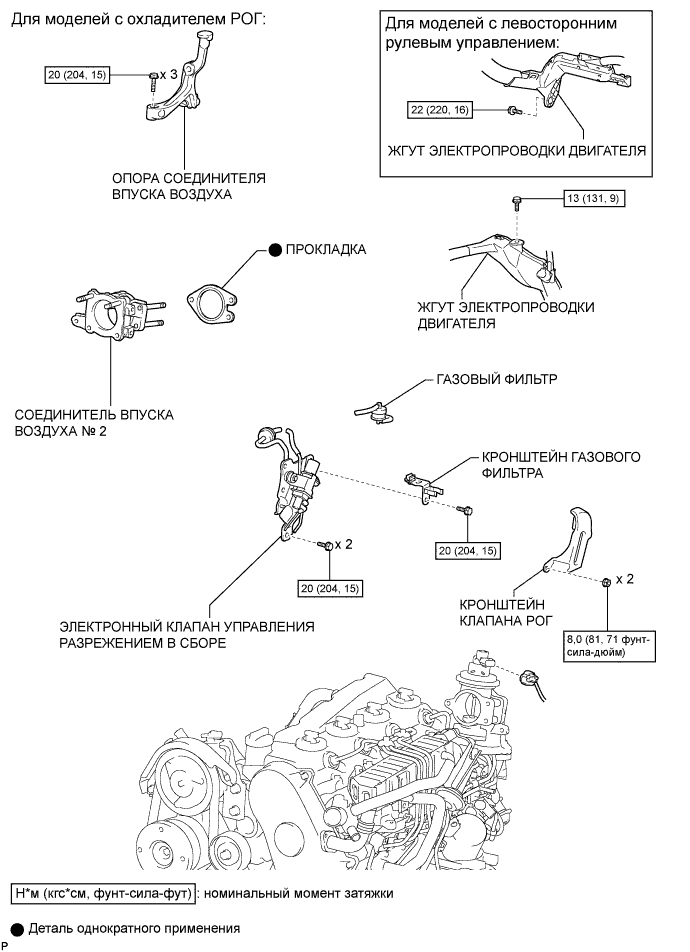 Для моделей с охладителем РОГ:
20 (204, 15)
x 3
ОПОРА СОЕДИНИТЕЛЯ
ВПУСКА ВОЗДУХА
Для моделей с левосторонним
рулевым управлением:
22 (220, 16)
ЖГУТ ЭЛЕКТРОПРОВОДКИ ДВИГАТЕЛЯ
13 (131, 9)
ЖГУТ ЭЛЕКТРОПРОВОДКИ
ДВИГАТЕЛЯ
● ПРОКЛАДКА
СОЕДИНИТЕЛЬ ВПУСКА
ВОЗДУХА № 2
ГАЗОВЫЙ ФИЛЬТР
КРОНШТЕЙН ГАЗОВОГО
ФИЛЬТРА
20 (204, 15)
x 2
20 (204, 15)
ЭЛЕКТРОННЫЙ КЛАПАН УПРАВЛЕНИЯ
РАЗРЕЖЕНИЕМ В СБОРЕ
x 2
КРОНШТЕЙН
КЛАПАНА РОГ
8,0 (81, 71 фунт-
сила-дюйм)
Н*м (кгс*см, фунт-сила-фут) : номинальный момент затяжки
● Деталь однократного применения
P